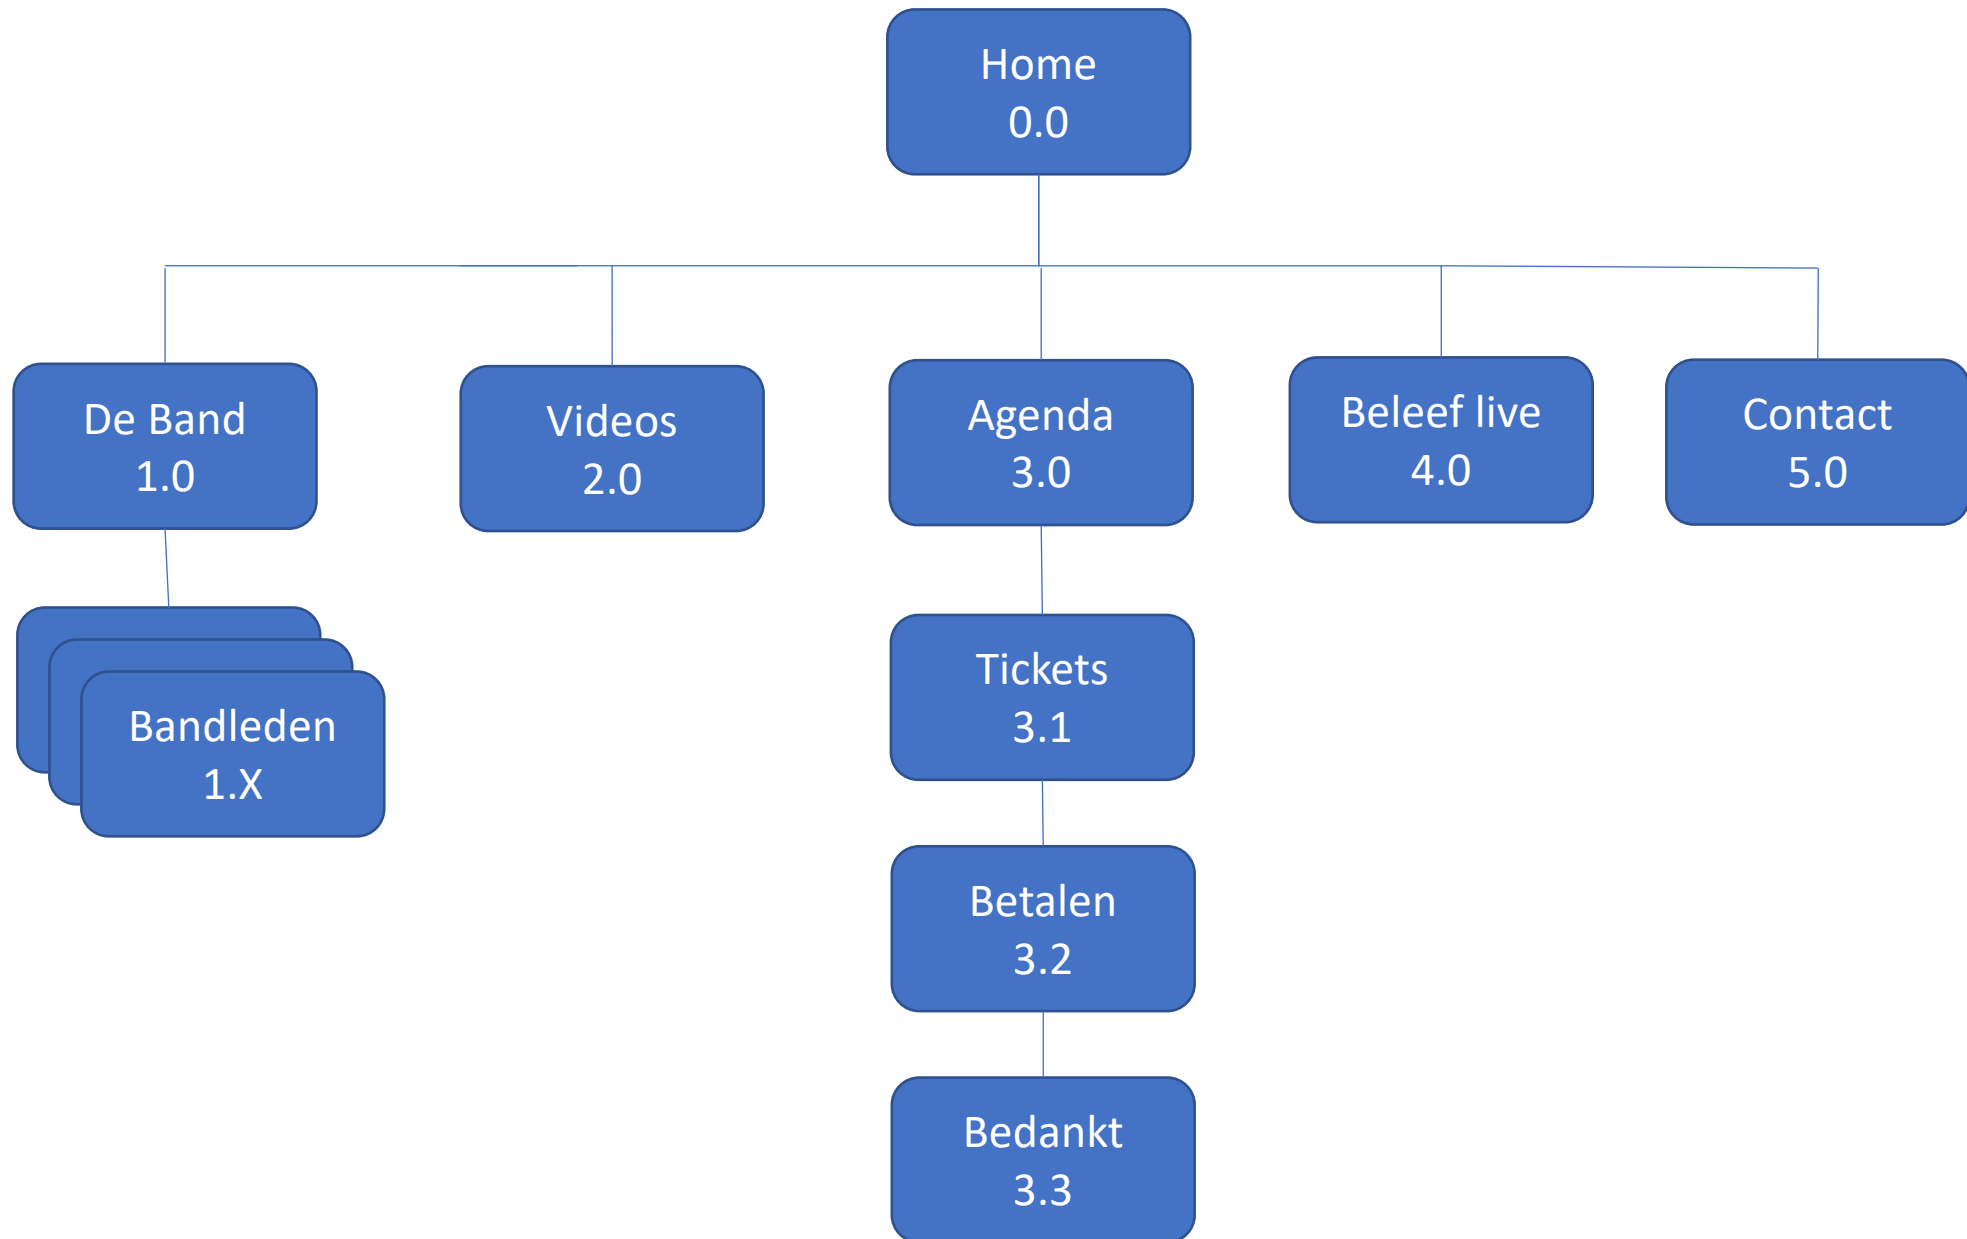 Home
0.0
De Band
1.0
Videos
2.0
Agenda
3.0
Beleef live
4.0
Contact
5.0
Bandleden
1.X
Tickets
3.1
Betalen
3.2
Bedankt
3.3